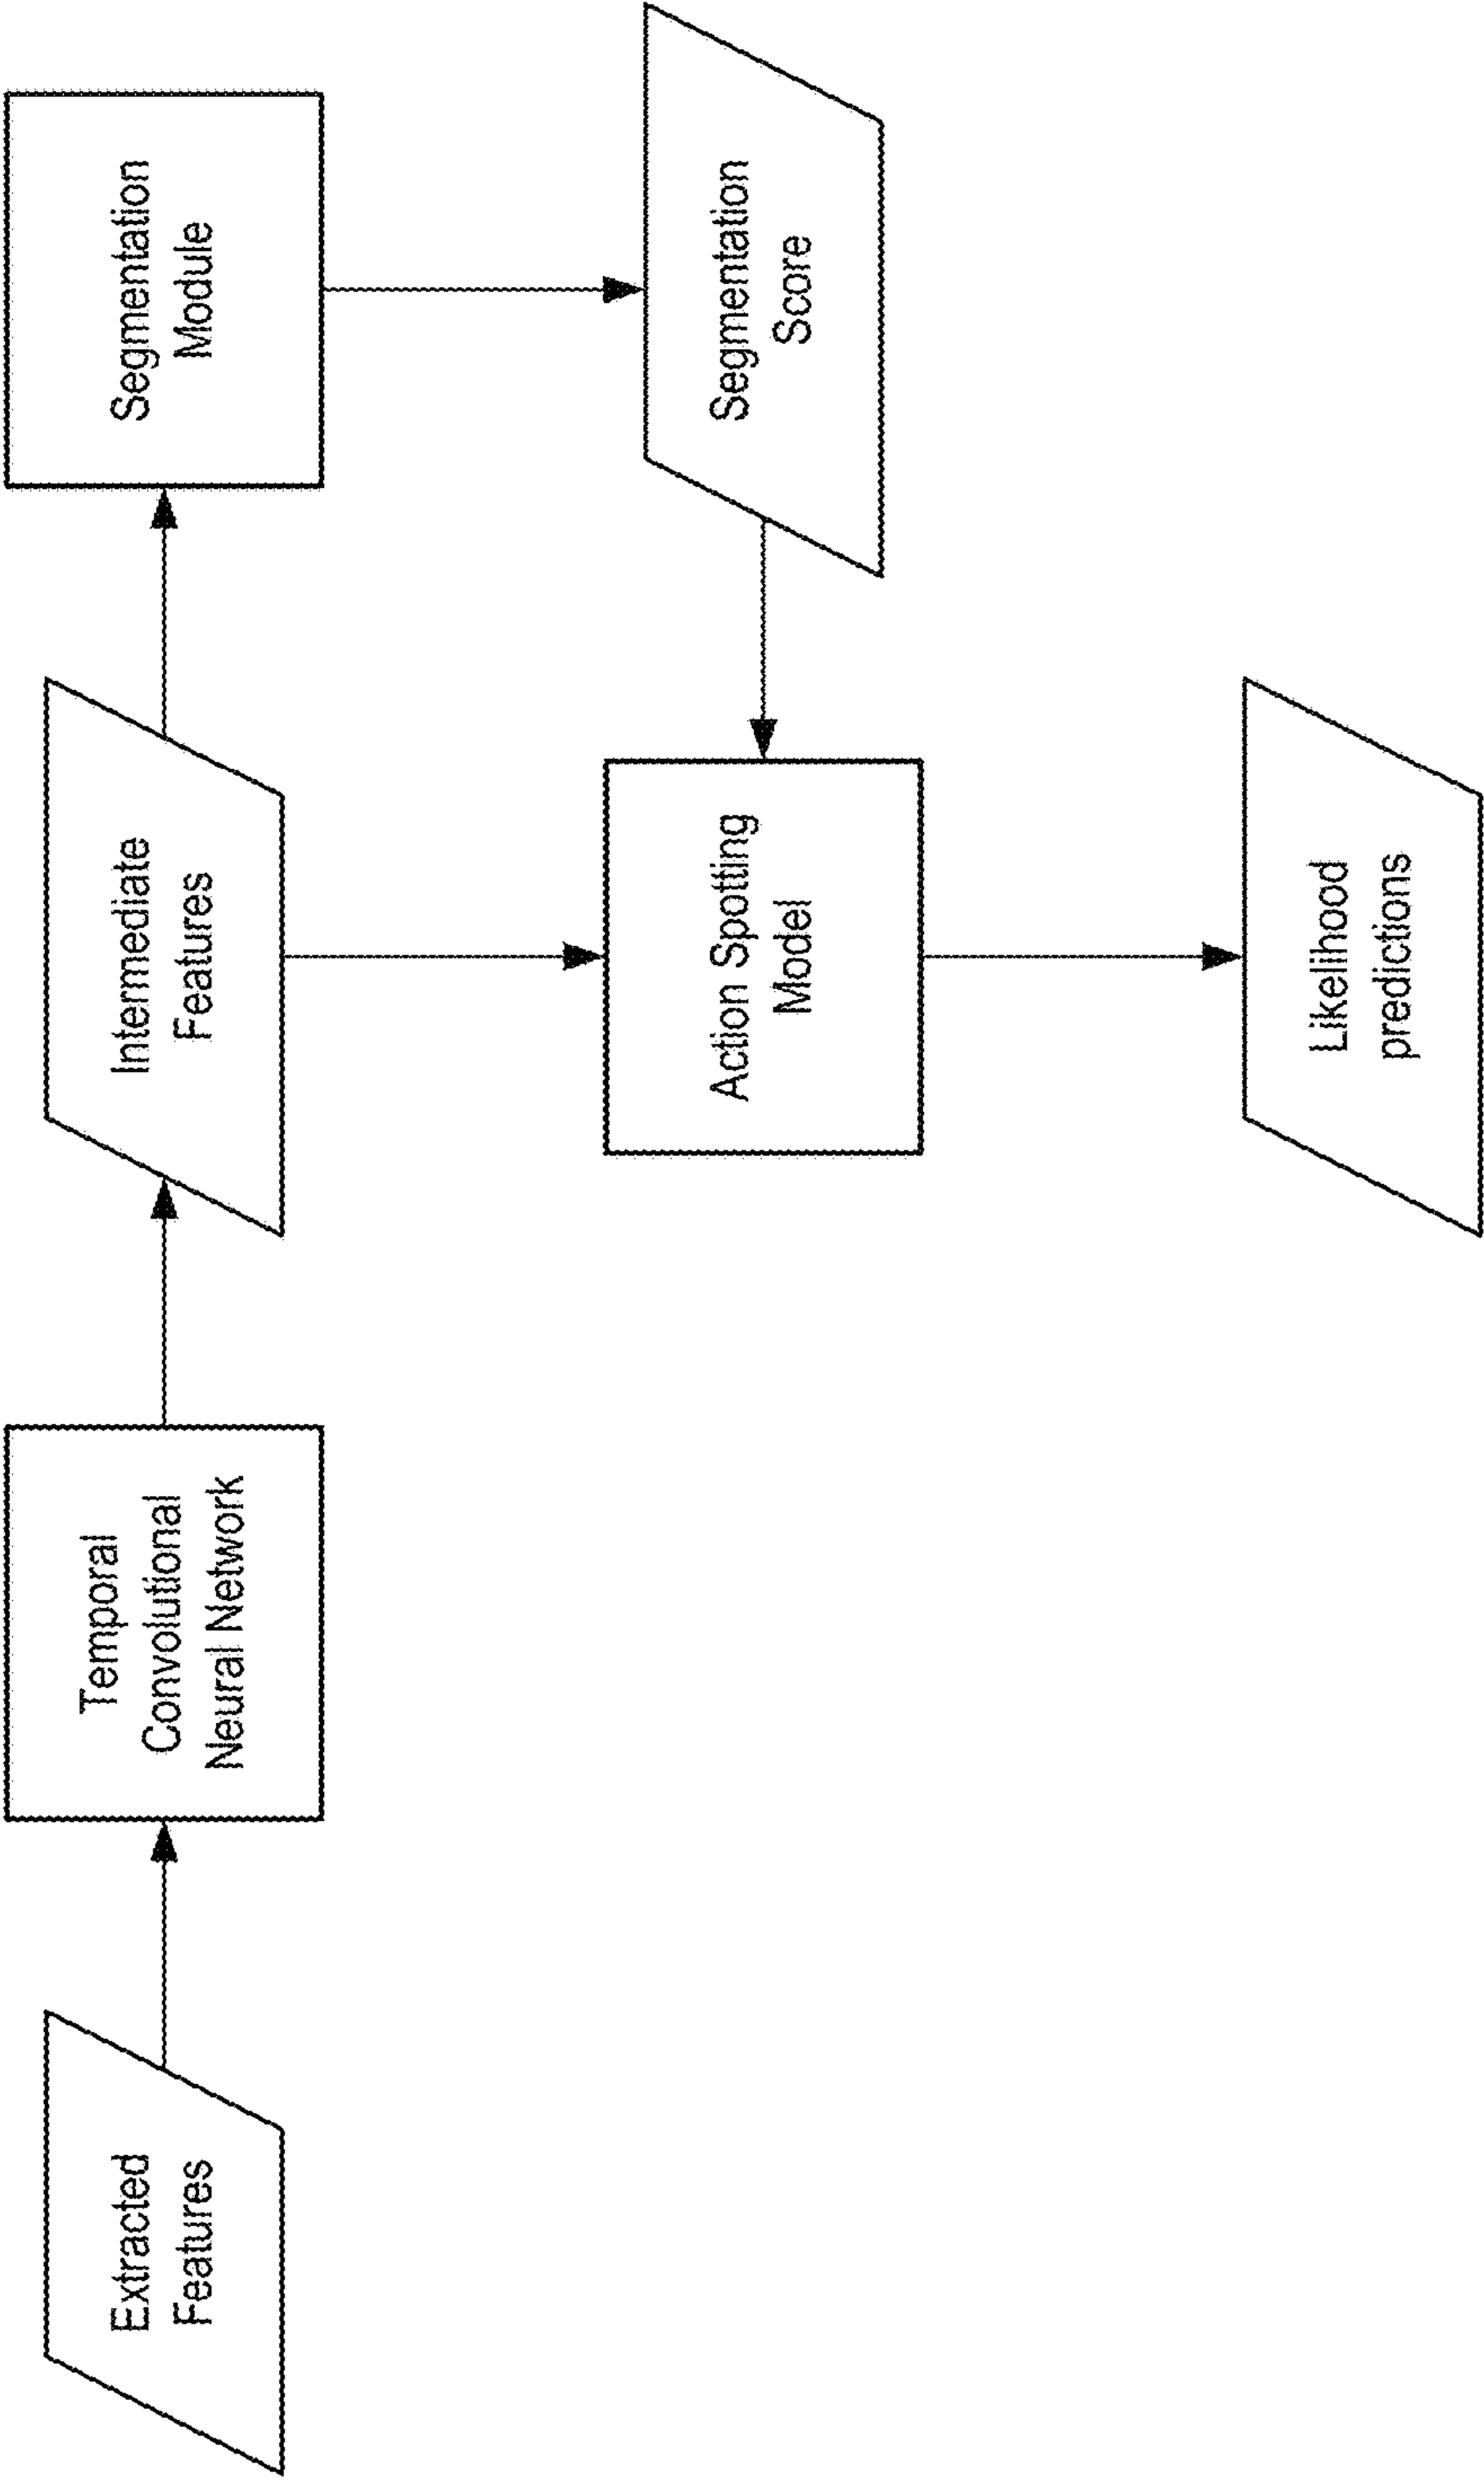 Extracted
Features
Temporal
Convolutional
Neural Network
Intermediate
Features
Segmentation
Module
Action Spotting
Model
Segmentation
Score
Likelihood
predictions